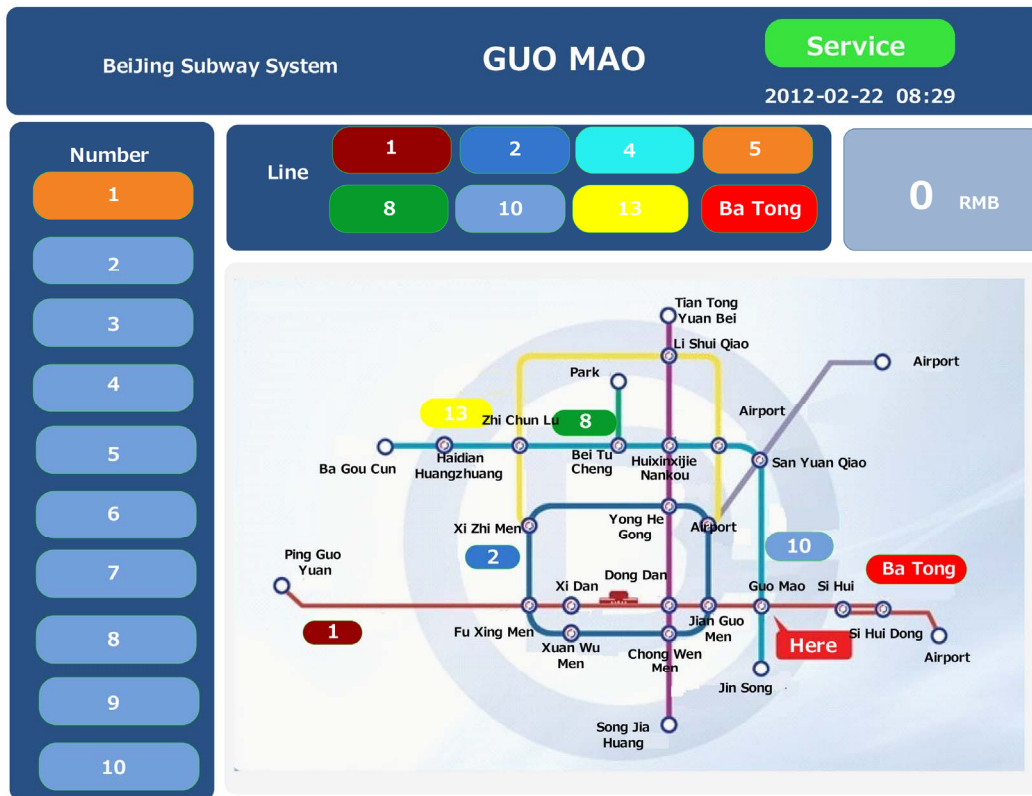 BeiJing Subway System
GUO MAO
Service
2012-02-22 08:29
Number
1
2
3
4
5
6
7
8
9
10
Line
1
2
4
5
8
10
13
Ba Tong
0 RMB
Tian Tong
Yuan Bei
Li Shui Qiao
Park
Airport
13
Zhi Chun Lu
8
Airport
Ba Gou Cun
Haidian
Huangzhuang
Bei Tu
Cheng
Huixinxijie
Nankou
San Yuan Qiao
Xi Zhi Men
Yong He
Gong
Airport
10
2
Ping Guo
Yuan
Xi Dan
Dong Dan
Guo Mao
Si Hui
Ba Tong
1
Fu Xing Men
Xuan Wu
Men
Chong Wen
Men
Jian Guo
Men
Here
Si Hui Dong
Airport
Jin Song
Song Jia
Huang